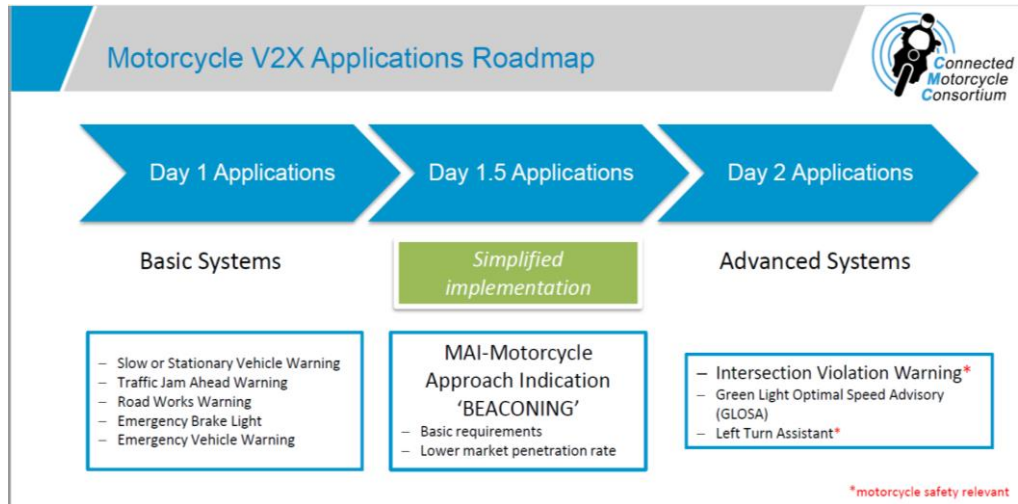 Motorcycle V2X Applications Roadmap
Connected
Motorcycle
Consortium
Day 1 Applications
Day 1.5 Applications
Day 2 Applications
Basic Systems
Simplified
implementation
Advanced Systems
– Slow or Stationary Vehicle Warning
– Traffic Jam Ahead Warning
– Road Works Warning
– Emergency Brake Light
– Emergency Vehicle Warning
MAI-Motorcycle
Approach Indication
‘BEACONING’
– Basic requirements
– Lower market penetration rate
– Intersection Violation Warning*
– Green Light Optimal Speed Advisory
(GLOSA)
– Left Turn Assistant*
*motorcycle safety relevant